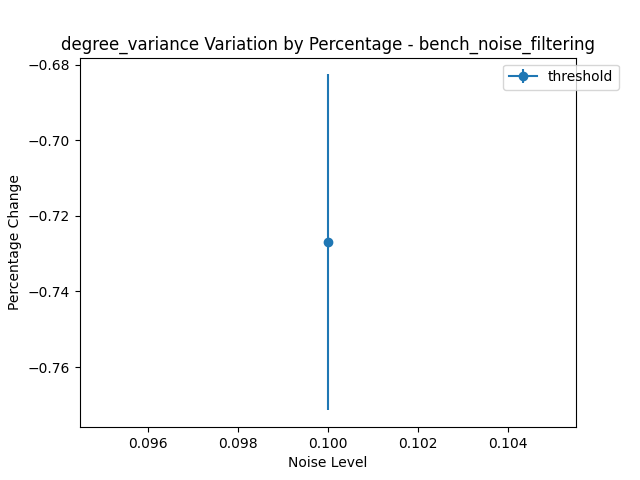 degree_variance Variation by Percentage - bench_noise_filtering
threshold
Percentage Change
−0.68
−0.70
−0.72
−0.74
−0.76
0.096 0.098 0.100 0.102 0.104
Noise Level